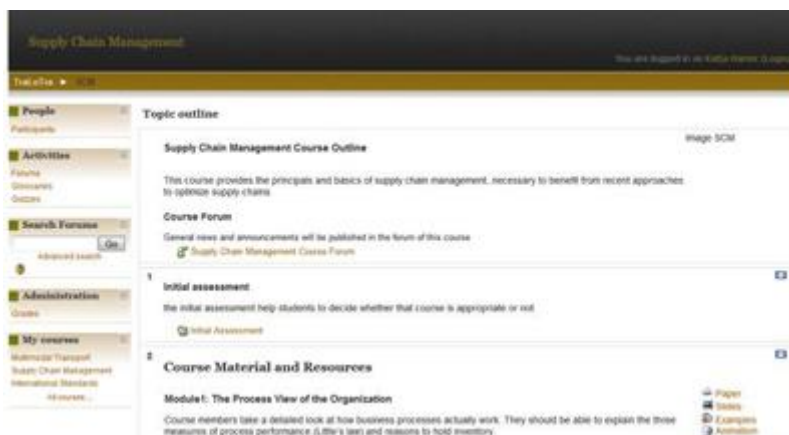 Supply Chain Management
You are logged in as
SCM
People
Topic outline
Participants
Image SCM
Supply Chain Management Course Outline
Activities
This course provides the principals and basics of supply chain management, necessary to benefit from recent approaches
to optimize supply chains
Forums
Glossaries
Quizzes
Course Forum
Search Forums
General news and announcements will be published in the forum of this course
Go
Supply Chain Management Course Forum
Advanced search
1
Initial assessment
Administration
the initial assessment help students to decide whether that course is appropriate or not
Grades
Initial Assessment
My courses
2
Multimodal Transport
Course Material and Resources
Supply Chain Management
International Standards
All courses ...
Paper
Module1: The Process View of the Organization
Slides
Course members take a detailed look at how business processes actually work. They should be able to explain the three
Examples
measures of process performance (Little's law) and reasons to hold inventory.
Animation